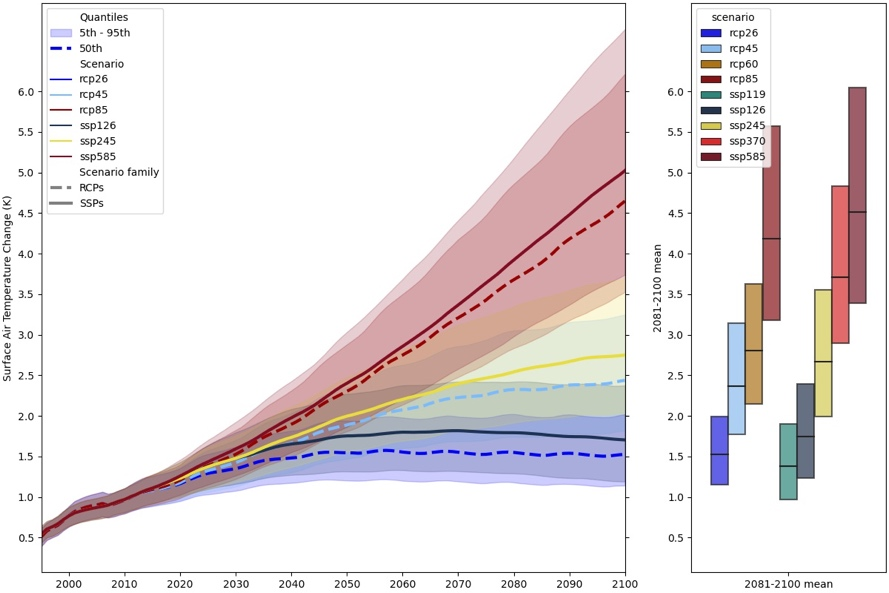 Quantiles
5th - 95th
50th
Scenario
rcp26
rcp45
rcp85
ssp126
ssp245
ssp585
Scenario family
RCPs
SSPs
Surface Air Temperature Change (K)
6.0
5.5
5.0
4.5
4.0
3.5
3.0
2.5
2.0
1.5
1.0
0.5
2000 2010 2020 2030 2040 2050 2060 2070 2080 2090 2100
scenario
rcp26
rcp45
rcp60
rcp85
ssp119
ssp126
ssp245
ssp370
ssp585
2081-2100 mean
6.0
5.5
5.0
4.5
4.0
3.5
3.0
2.5
2.0
1.5
1.0
0.5
2081-2100 mean